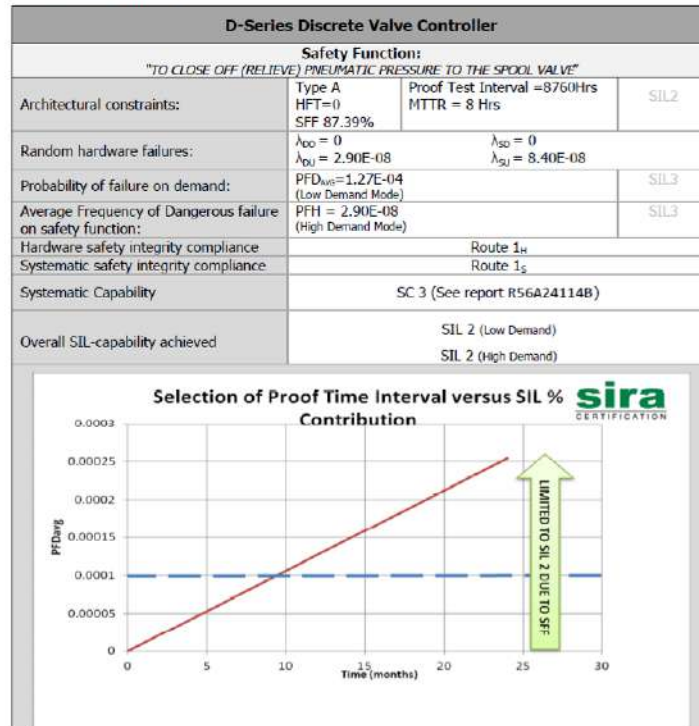 D-Series Discrete Valve Controller
Safety Function:
"TO CLOSE OFF (RELIEVE) PNEUMATIC PRESSURE TO THE SPOOL VALVE"
Architectural constraints:
Type A
HFT=0
SFF 87.39%
Proof Test Interval =8760Hrs
MTTR = 8 Hrs
SIL2
Random hardware failures:
λDD = 0
λDU = 2.90E-08
λSD = 0
λSU = 8.40E-08
Probability of failure on demand:
PFDAVG=1.27E-04
(Low Demand Mode)
SIL3
Average Frequency of Dangerous failure
on safety function:
PFH = 2.90E-08
(High Demand Mode)
SIL3
Hardware safety integrity compliance
Route 1H
Systematic safety integrity compliance
Route 1S
Systematic Capability
SC 3 (See report R56A24114B)
Overall SIL-capability achieved
SIL 2 (Low Demand)
SIL 2 (High Demand)
Selection of Proof Time Interval versus SIL %
Contribution
sira
CERTIFICATION
0.0003
0.00025
0.0002
0.00015
0.0001
0.00005
0
PFDavg
0
5
10
15
20
25
30
Time (months)
LIMITED TO SIL 2 DUE TO SFF